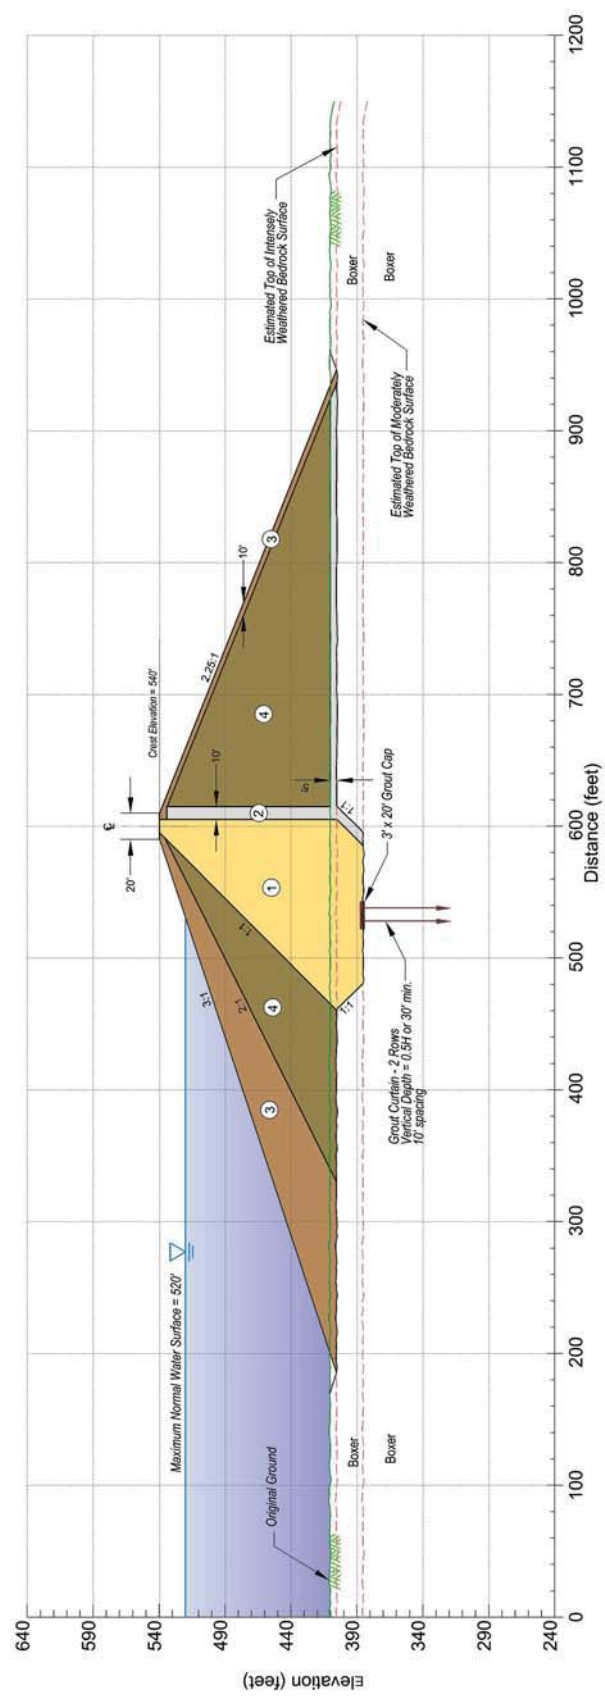 Elevation (feet)
640
590
540
490
440
390
340
290
240
Maximum Normal Water Surface = 520'
Original Ground
Boxer
Boxer
3:1
3
2:1
4
1:1
1:1
1
20'
℄
Crest Elevation = 540'
2
10'
5'
1:1
2.25:1
4
10'
3
3' x 20' Grout Cap
Grout Curtain - 2 Rows
Vertical Depth = 0.5H or 30' min.
10' spacing
Estimated Top of Intensely
Weathered Bedrock Surface
Estimated Top of Moderately
Weathered Bedrock Surface
Boxer
Boxer
0
100
200
300
400
500
600
700
800
900
1000
1100
1200
Distance (feet)